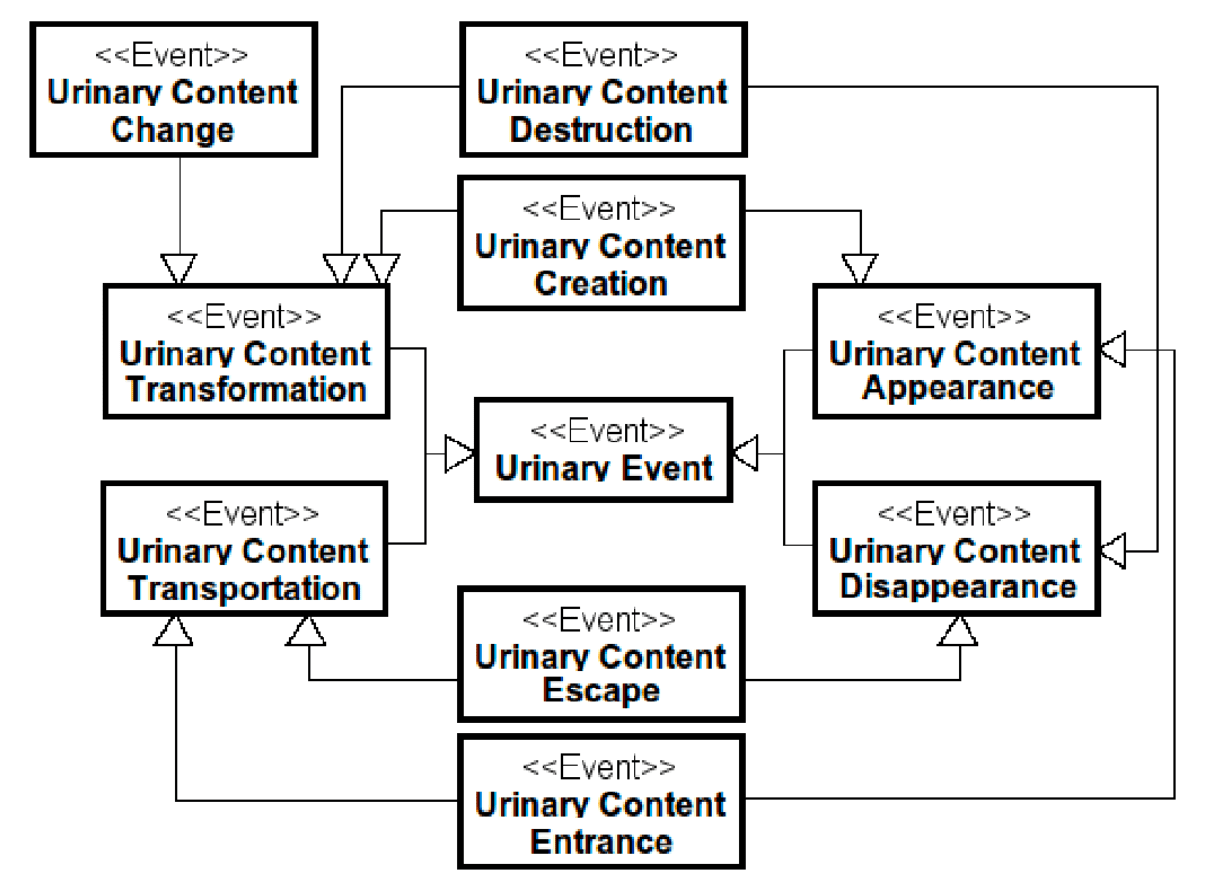 <<Event>>
Urinary Content
Change
<<Event>>
Urinary Content
Destruction
<<Event>>
Urinary Content
Creation
<<Event>>
Urinary Content
Transformation
<<Event>>
Urinary Content
Appearance
<<Event>>
Urinary Event
<<Event>>
Urinary Content
Transportation
<<Event>>
Urinary Content
Disappearance
<<Event>>
Urinary Content
Escape
<<Event>>
Urinary Content
Entrance